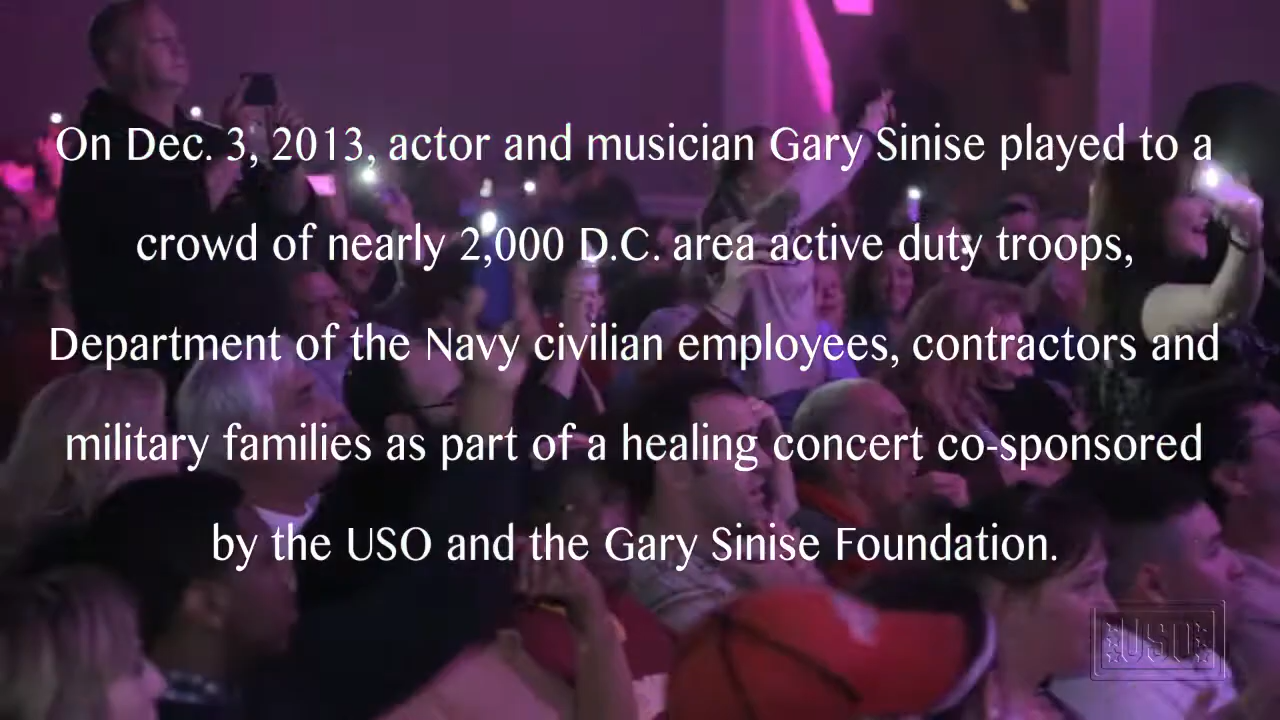 On Dec. 3, 2013, actor and musician Gary Sinise played to a
crowd of nearly 2,000 D.C. area active duty troops,
Department of the Navy civilian employees, contractors and
military families as part of a healing concert co-sponsored
by the USO and the Gary Sinise Foundation.
USO